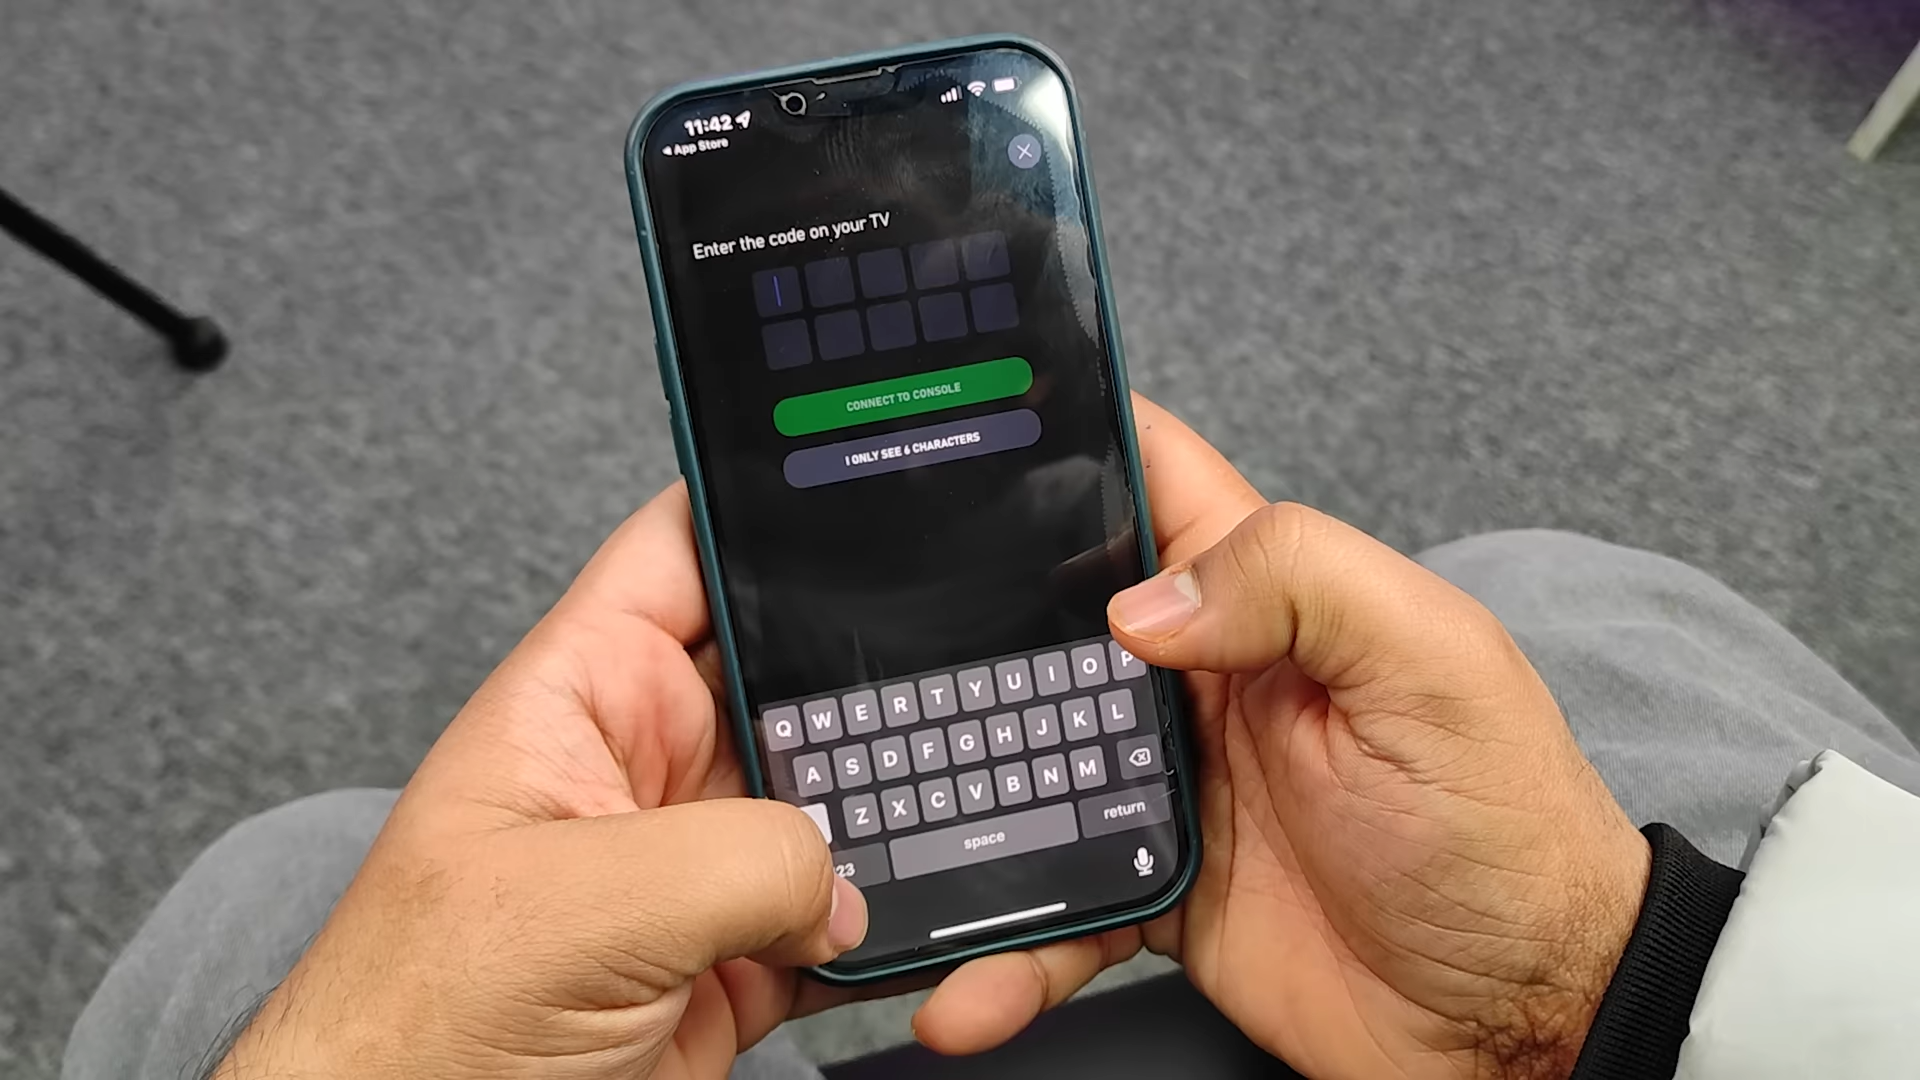 11:42
App Store
Enter the code on your TV
CONNECT TO CONSOLE
I ONLY SEE 6 CHARACTERS
Q W E R T Y U I O P
A S D F G H J K L
Z X C V B N M
23 space return